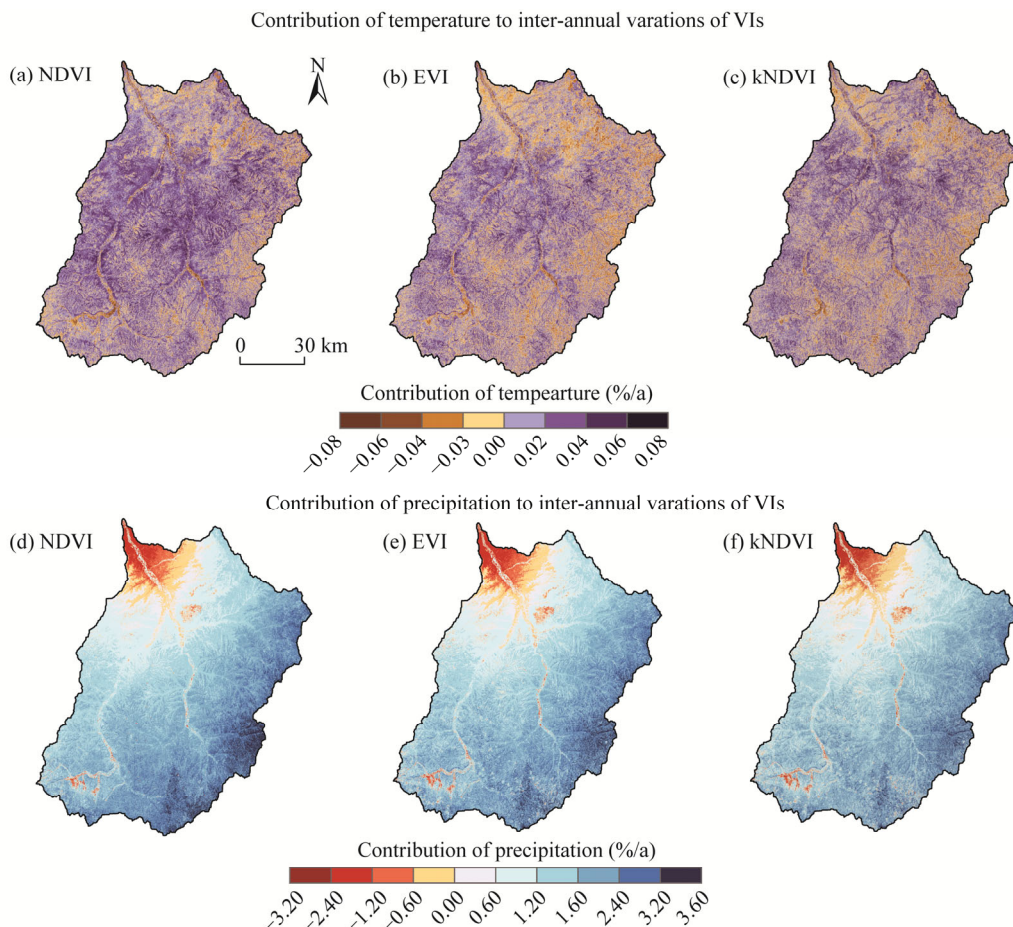 Contribution of temperature to inter-annual varations of VIs
(a) NDVI
N
(b) EVI
(c) kNDVI
0 30 km
Contribution of tempearture (%/a)
−0.08 −0.06 −0.04 −0.03 0.00 0.02 0.04 0.06 0.08
Contribution of precipitation to inter-annual varations of VIs
(d) NDVI
(e) EVI
(f) kNDVI
Contribution of precipitation (%/a)
−3.20 −2.40 −1.20 −0.60 0.00 0.60 1.20 1.60 2.40 3.20 3.60